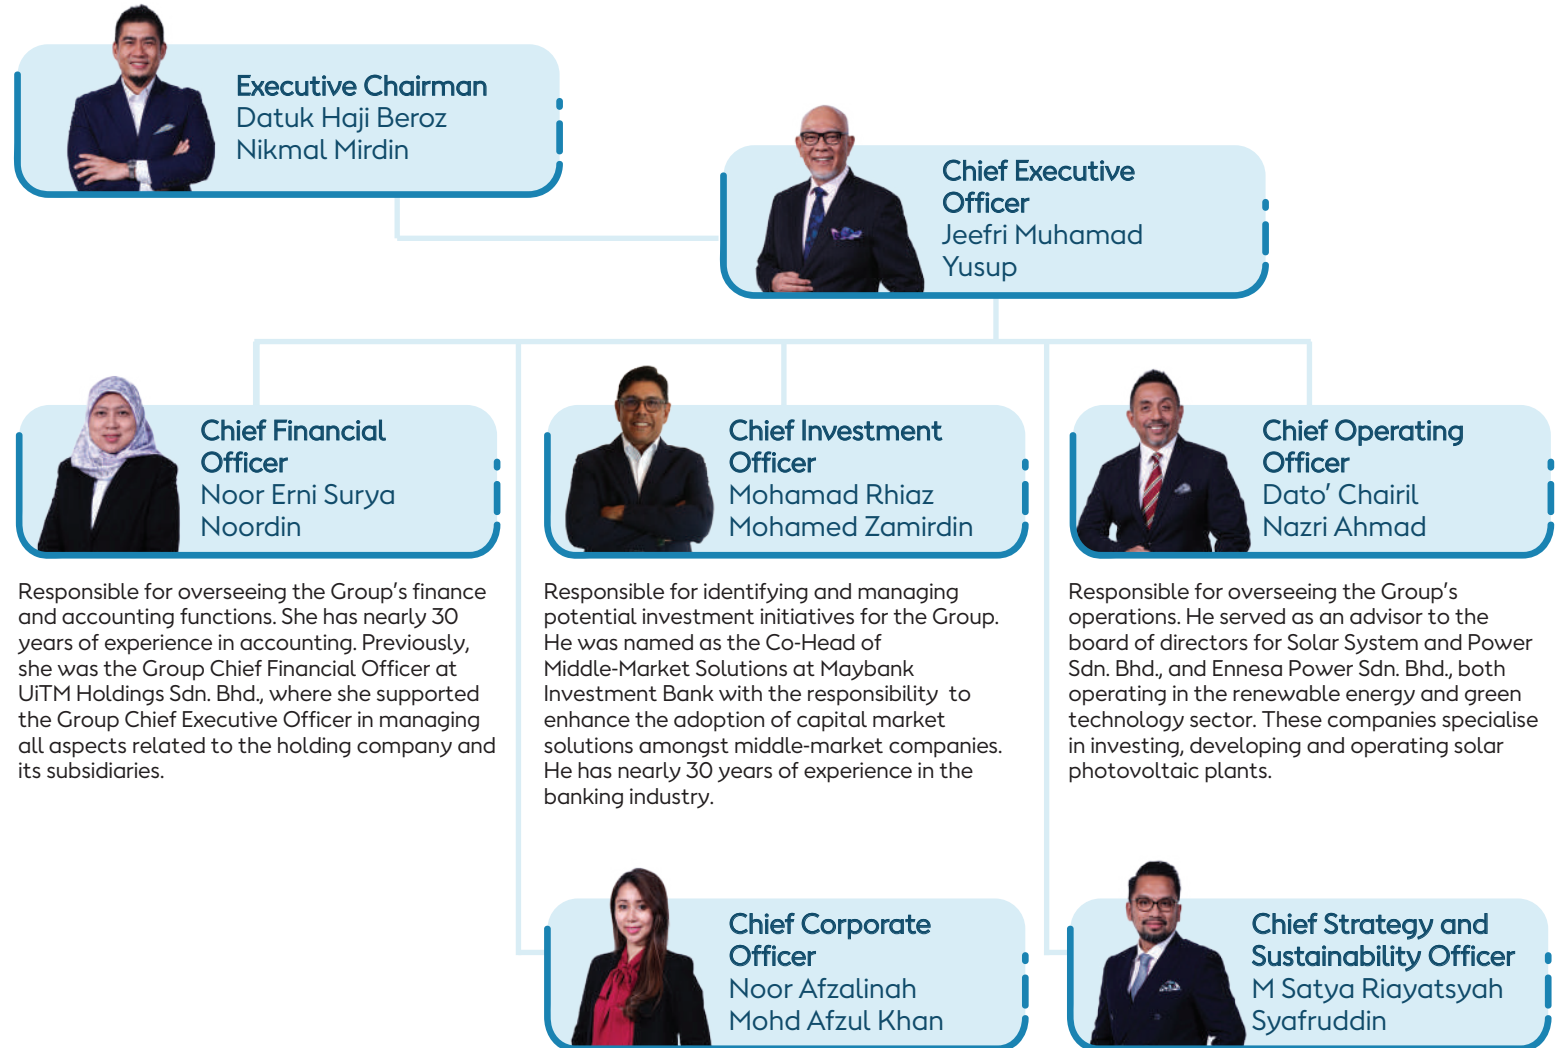 Executive Chairman
Datuk Haji Beroz
Nikmal Mirdin
Chief Executive
Officer
Jeefri Muhamad
Yusup
Chief Financial
Officer
Noor Erni Surya
Noordin
Responsible for overseeing the Group's finance
and accounting functions. She has nearly 30
years of experience in accounting. Previously,
she was the Group Chief Financial Officer at
UiTM Holdings Sdn. Bhd., where she supported
the Group Chief Executive Officer in managing
all aspects related to the holding company and
its subsidiaries.
Chief Investment
Officer
Mohamad Rhiaz
Mohamed Zamirdin
Responsible for identifying and managing
potential investment initiatives for the Group.
He was named as the Co-Head of
Middle-Market Solutions at Maybank
Investment Bank with the responsibility  to
enhance the adoption of capital market
solutions amongst middle-market companies.
He has nearly 30 years of experience in the
banking industry.
Chief Operating
Officer
Dato' Chairil
Nazri Ahmad
Responsible for overseeing the Group's
operations. He served as an advisor to the
board of directors for Solar System and Power
Sdn. Bhd., and Ennesa Power Sdn. Bhd., both
operating in the renewable energy and green
technology sector. These companies specialise
in investing, developing and operating solar
photovoltaic plants.
Chief Corporate
Officer
Noor Afzalinah
Mohd Afzul Khan
Chief Strategy and
Sustainability Officer
M Satya Riayatsyah
Syafruddin